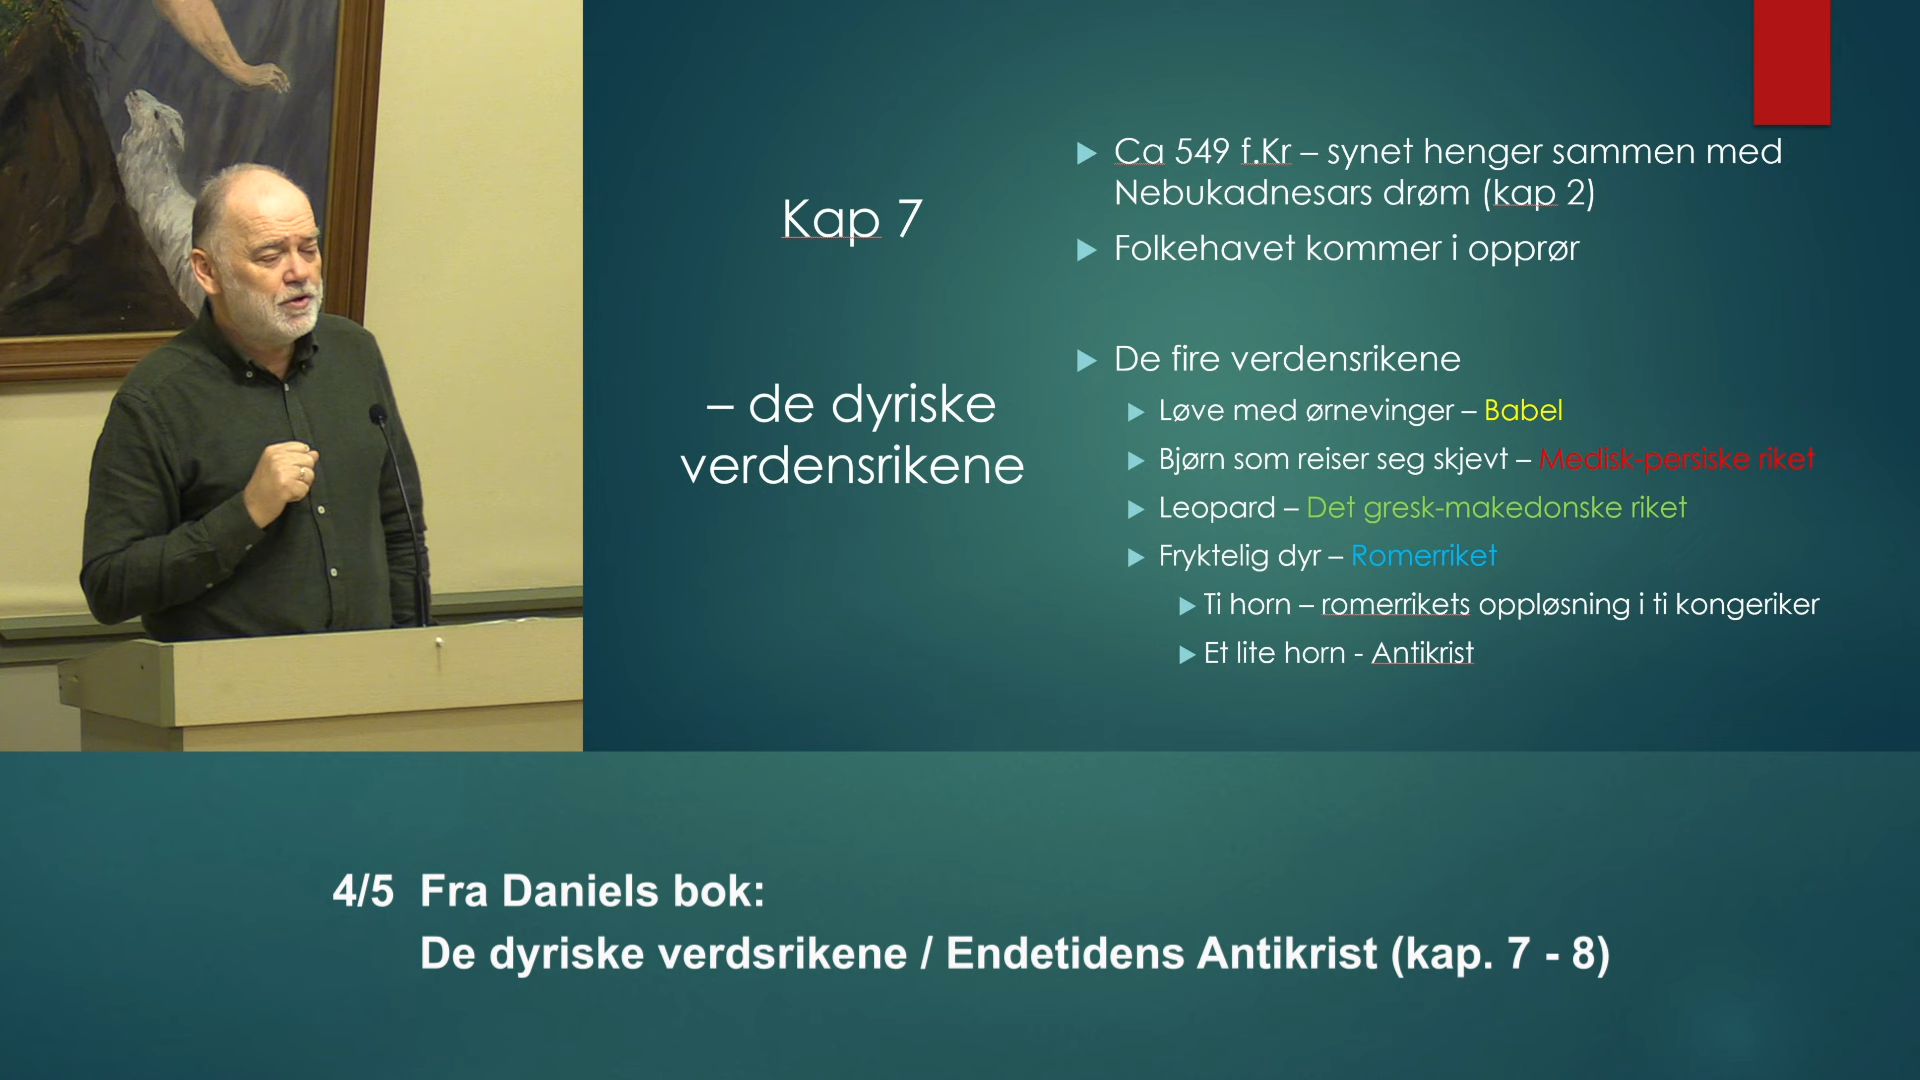 Kap 7
– de dyriske
verdensrikene
Ca 549 f.Kr – synet henger sammen med
Nebukadnesars drøm (kap 2)
Folkehavet kommer i opprør
De fire verdensrikene
Løve med ørnevinger – Babel
Bjørn som reiser seg skjevt – Medisk-persiske riket
Leopard – Det gresk-makedonske riket
Fryktelig dyr – Romerriket
Ti horn – romerrikets oppløsning i ti kongeriker
Et lite horn - Antikrist
4/5 Fra Daniels bok:
De dyriske verdsrikene / Endetidens Antikrist (kap. 7 - 8)